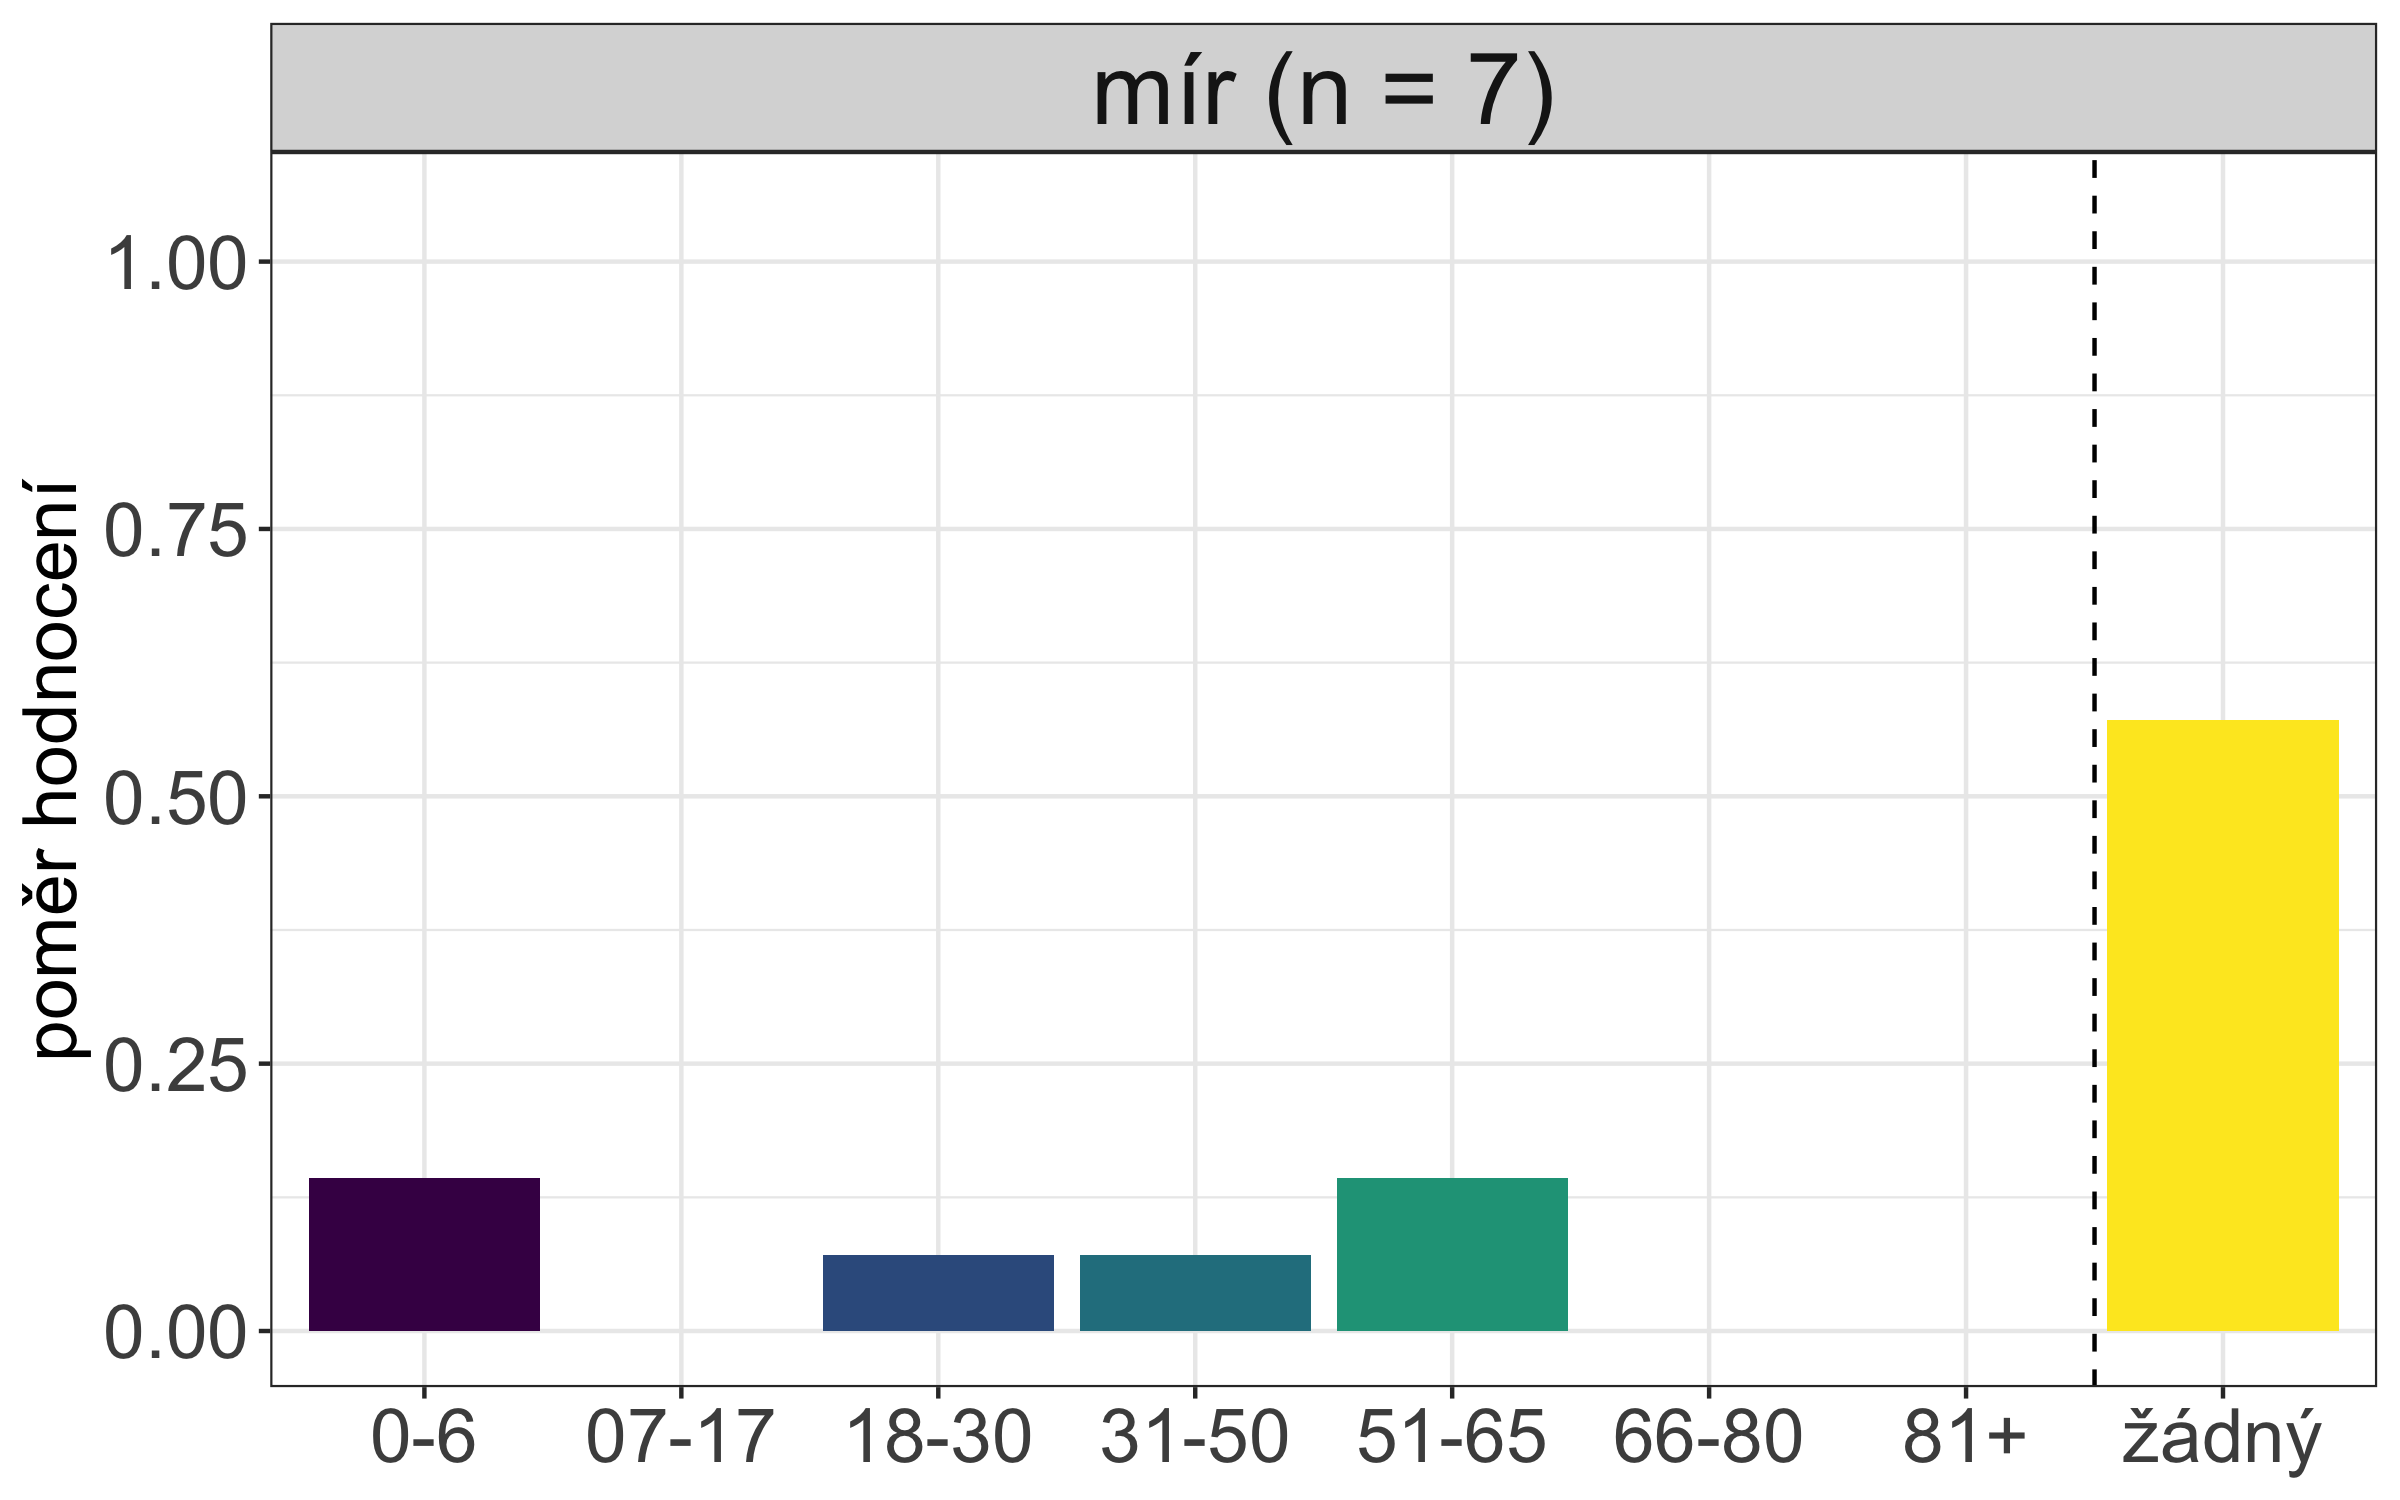 mír (n = 7)
poměr hodnocení
1.00
0.75
0.50
0.25
0.00
0-6 07-17 18-30 31-50 51-65 66-80 81+ žádný